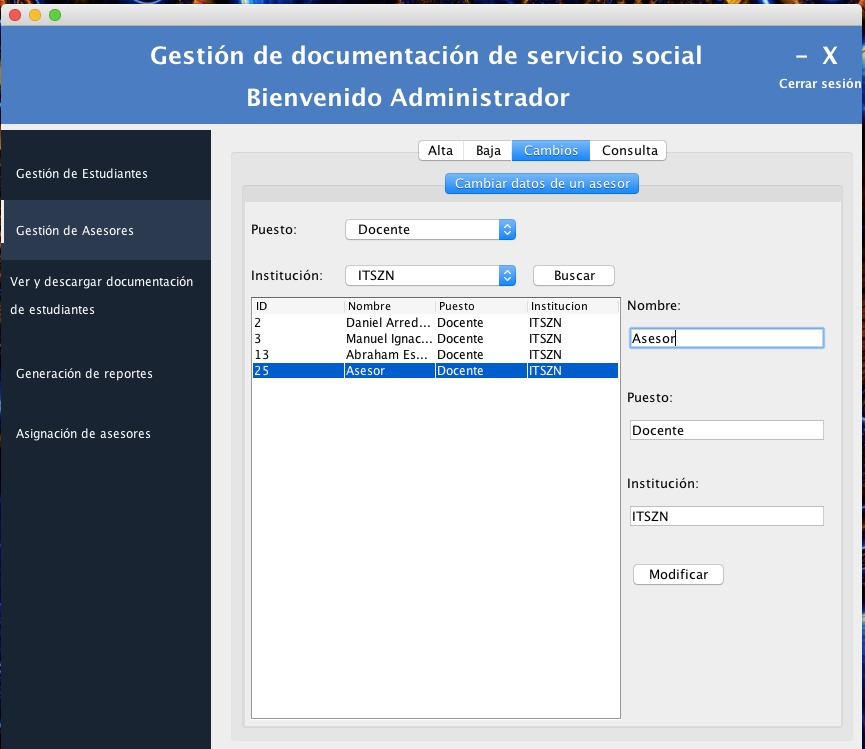 Gestión de documentación de servicio social
– X
Bienvenido Administrador
Cerrar sesión
Gestión de Estudiantes
Gestión de Asesores
Ver y descargar documentación
de estudiantes
Generación de reportes
Asignación de asesores
Alta Baja Cambios Consulta
Cambiar datos de un asesor
Puesto: Docente
Institución: ITSZN Buscar
ID Nombre Puesto Institucion
2 Daniel Arred... Docente ITSZN
3 Manuel Ignac... Docente ITSZN
13 Abraham Es... Docente ITSZN
25 Asesor Docente ITSZN
Nombre:
Asesor
Puesto:
Docente
Institución:
ITSZN
Modificar